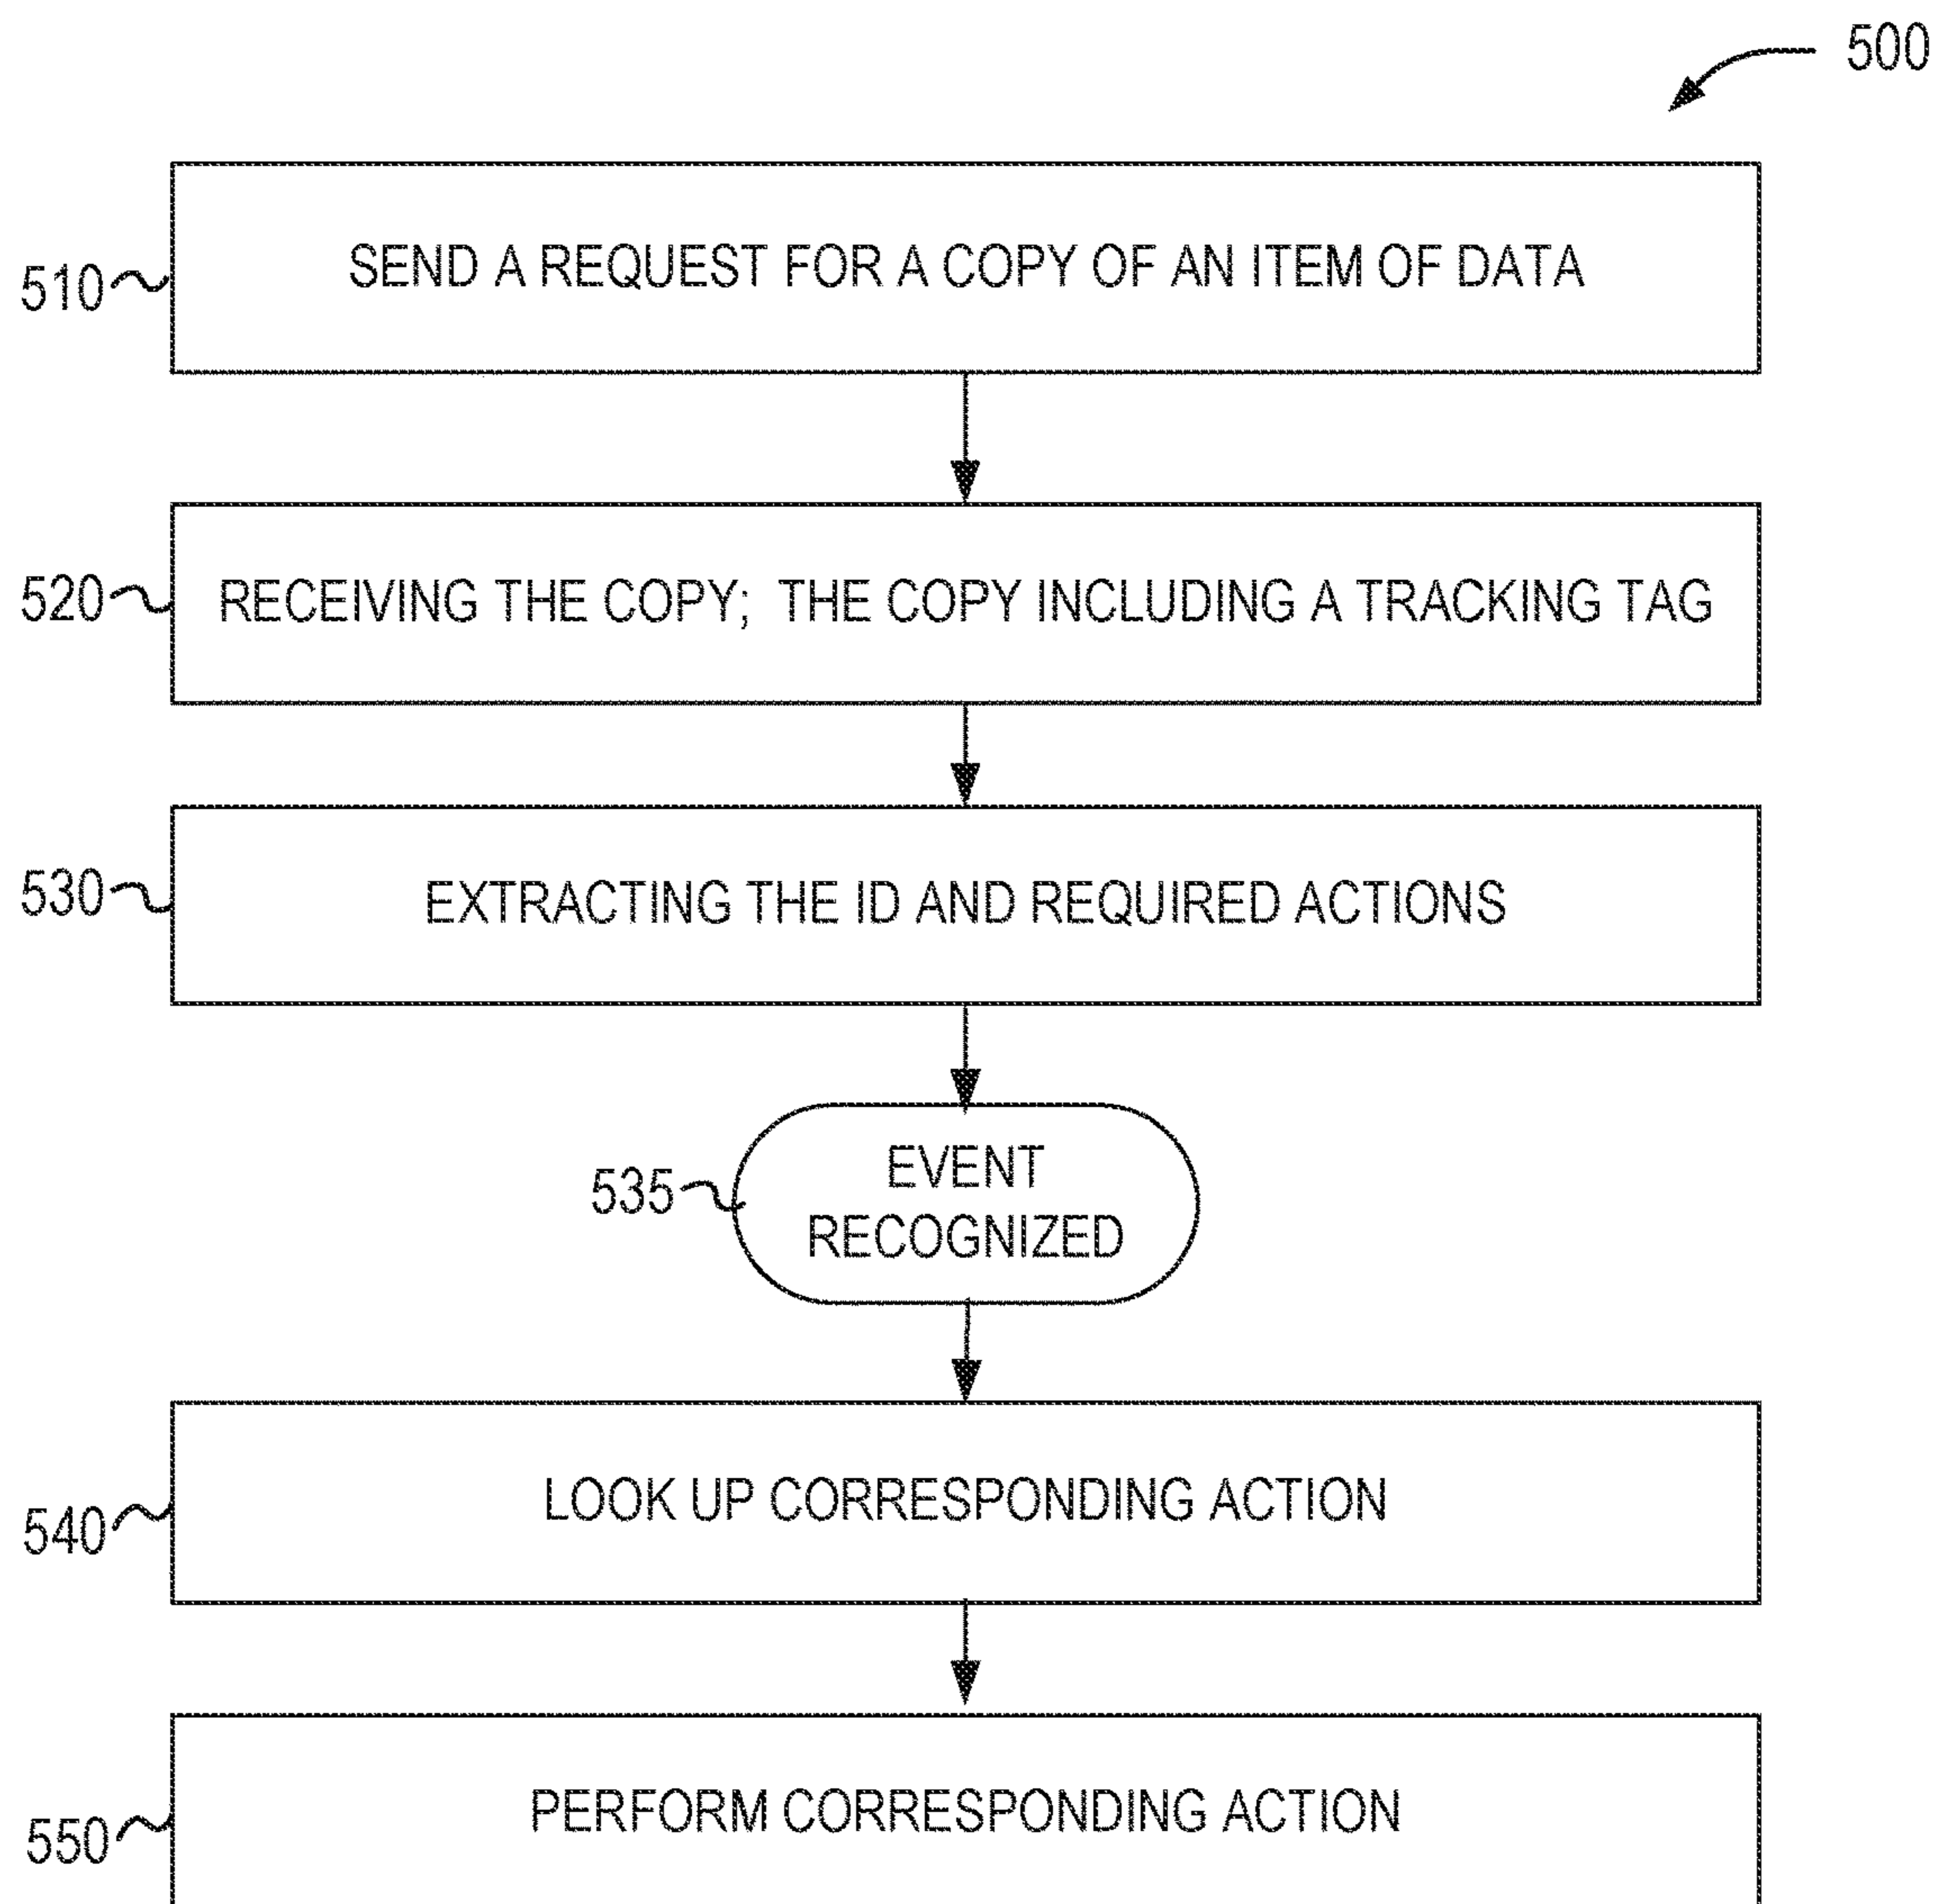 500
510
SEND A REQUEST FOR A COPY OF AN ITEM OF DATA
520
RECEIVING THE COPY; THE COPY INCLUDING A TRACKING TAG
530
EXTRACTING THE ID AND REQUIRED ACTIONS
535
EVENT
RECOGNIZED
540
LOOK UP CORRESPONDING ACTION
550
PERFORM CORRESPONDING ACTION